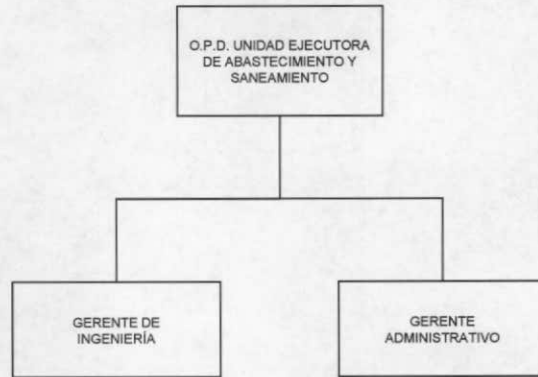 O.P.D. UNIDAD EJECUTORA
DE ABASTECIMIENTO Y
SANEAMIENTO
GERENTE DE
INGENIERÍA
GERENTE
ADMINISTRATIVO